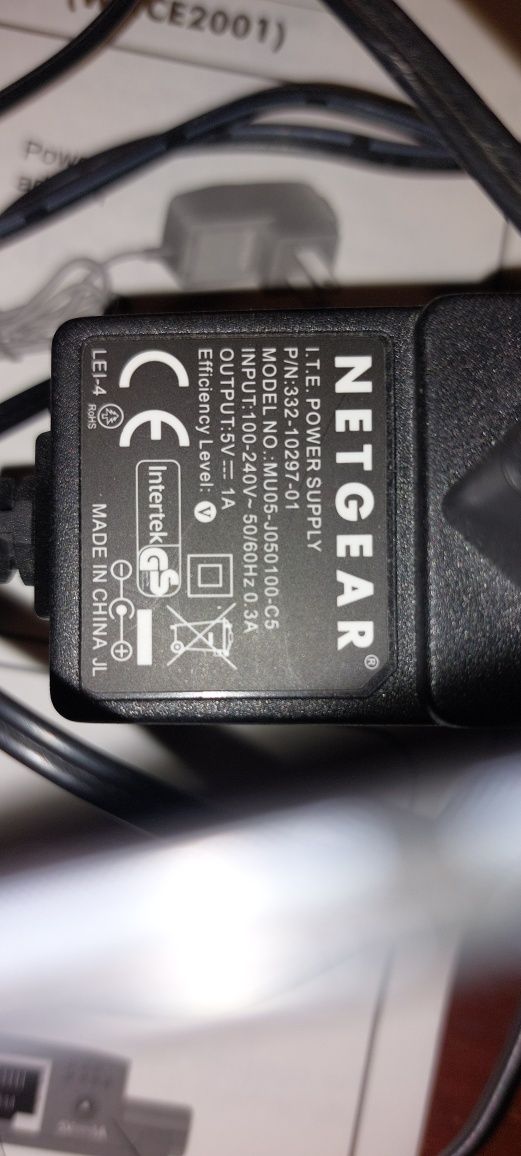 CE2001)
NETGEAR®
I.T.E. POWER SUPPLY
P/N:332-10297-01
MODEL NO.:MU05-J050100-C5
INPUT:100-240V~ 50/60Hz 0.3A
OUTPUT:5V⎓ 1A
Efficiency Level: V
CE
Intertek
GS
LEI-4
RoHS
MADE IN CHINA JL